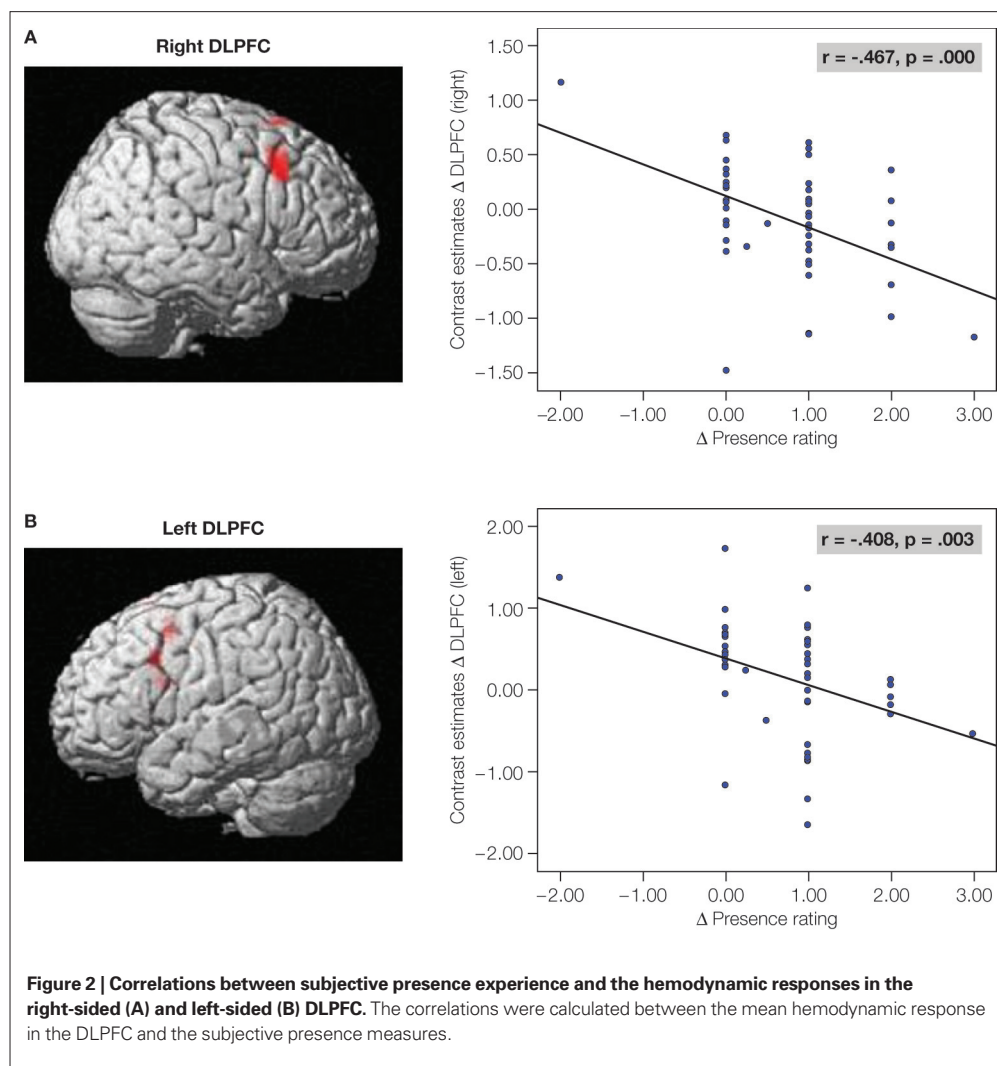 A
Right DLPFC
r = -.467, p = .000
Contrast estimates Δ DLPFC (right)
1.50
1.00
0.50
0.00
−0.50
−1.00
−1.50
−2.00 −1.00 0.00 1.00 2.00 3.00
Δ Presence rating
B
Left DLPFC
r = -.408, p = .003
Contrast estimates Δ DLPFC (left)
2.00
1.00
0.00
−1.00
−2.00
−2.00 −1.00 0.00 1.00 2.00 3.00
Δ Presence rating
Figure 2 | Correlations between subjective presence experience and the hemodynamic responses in the
right-sided (A) and left-sided (B) DLPFC. The correlations were calculated between the mean hemodynamic response
in the DLPFC and the subjective presence measures.